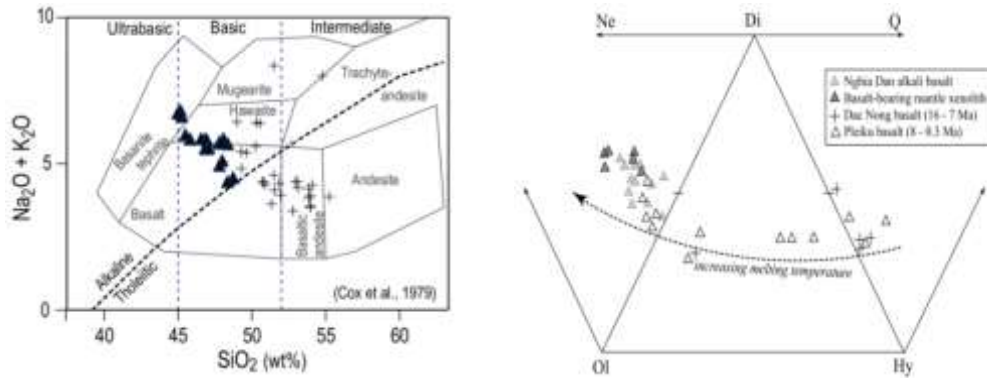 10
5
0
Na2O + K2O
Ultrabasic
Basic
Intermediate
Mugearite
Hawaiite
Trachyte-
andesite
Basanite
tephrite
Basalt
Basaltic
andesite
Andesite
Alkaline
Tholeiitic
(Cox et al., 1979)
40 45 50 55 60
SiO2 (wt%)
Ne Di Q
Nghia Dan alkali basalt
Basalt-bearing mantle xenolith
Dac Nong basalt (16 - 7 Ma)
Pleiku basalt (8 - 0.3 Ma)
increasing melting temperature
Ol Hy